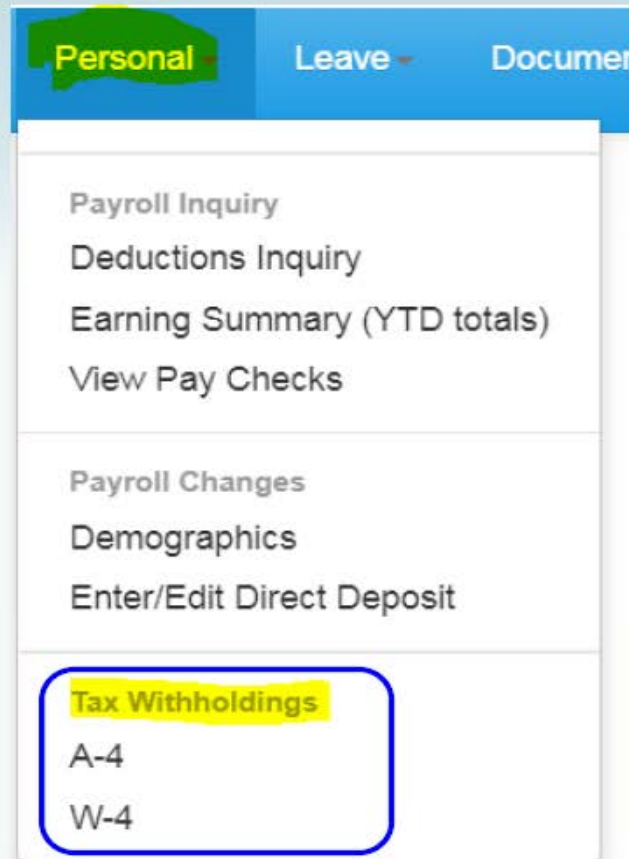 Personal Leave
Payroll Inquiry
Deductions Inquiry
Earning Summary (YTD totals)
View Pay Checks
Payroll Changes
Demographics
Enter/Edit Direct Deposit
Tax Withholdings
A-4
W-4